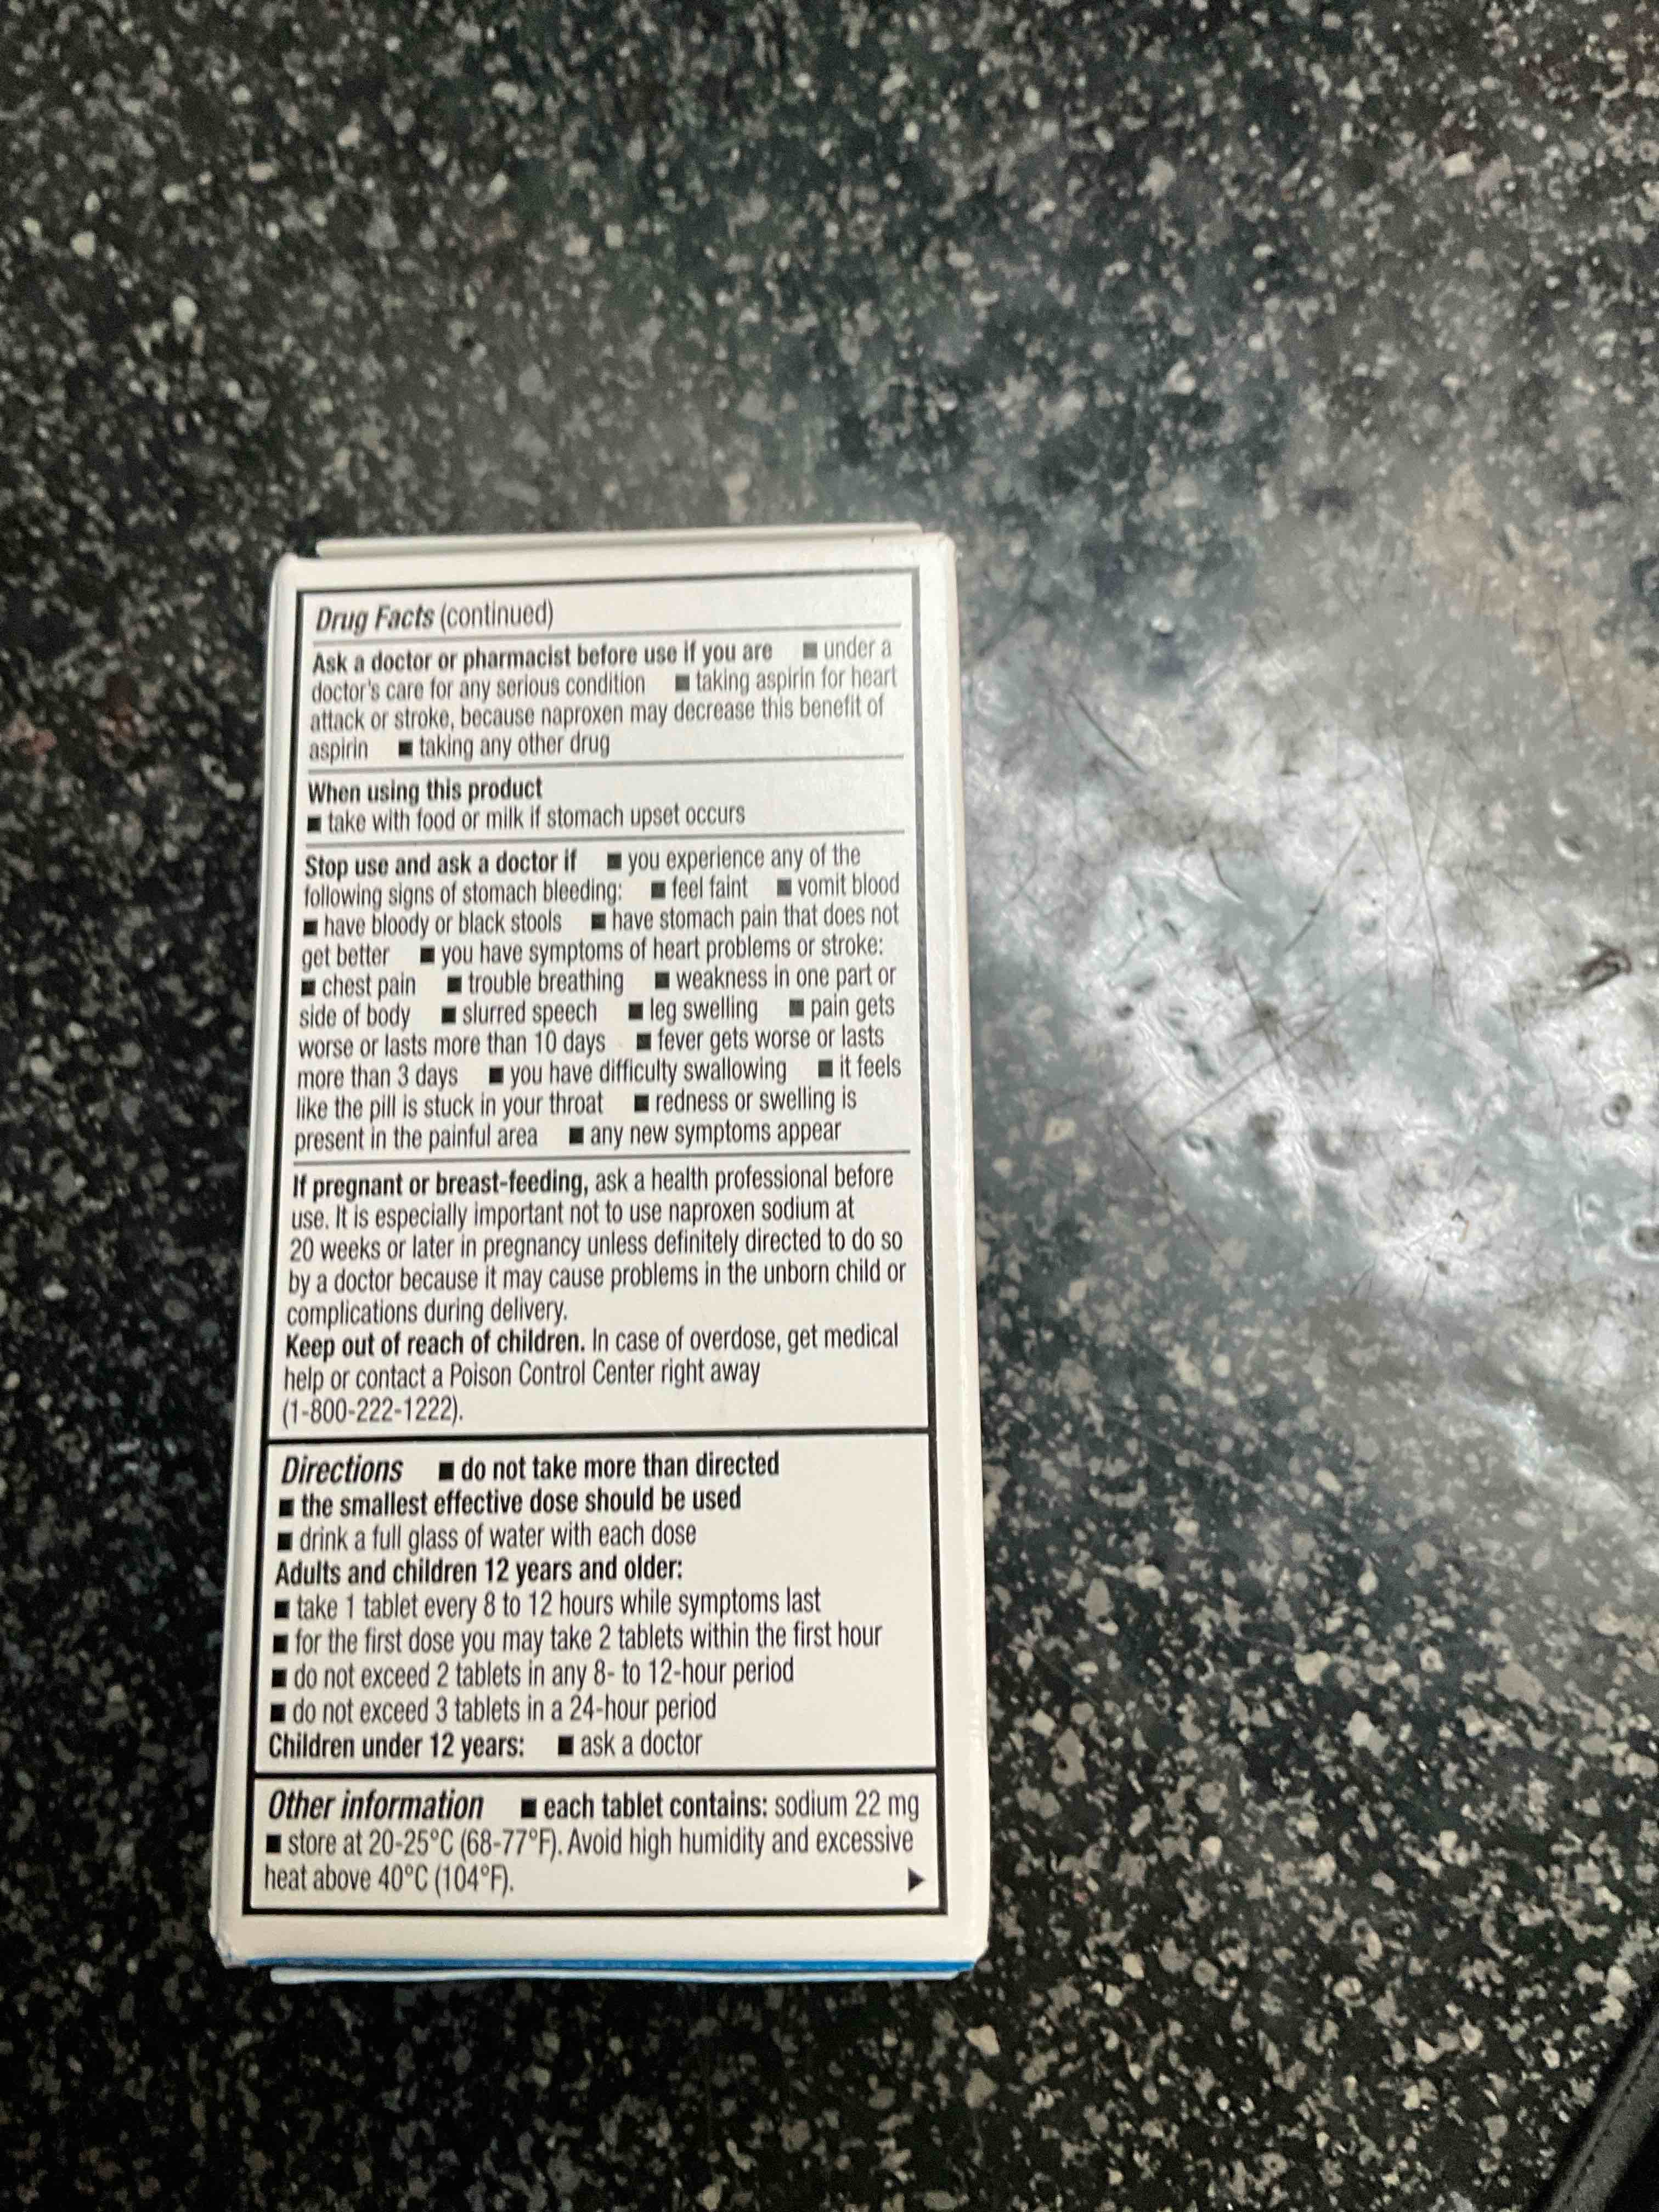 Drug Facts (continued)
Ask a doctor or pharmacist before use if you are ■ under a
doctor's care for any serious condition ■ taking aspirin for heart
attack or stroke, because naproxen may decrease this benefit of
aspirin ■ taking any other drug
When using this product
■ take with food or milk if stomach upset occurs
Stop use and ask a doctor if ■ you experience any of the
following signs of stomach bleeding: ■ feel faint ■ vomit blood
■ have bloody or black stools ■ have stomach pain that does not
get better ■ you have symptoms of heart problems or stroke:
■ chest pain ■ trouble breathing ■ weakness in one part or
side of body ■ slurred speech ■ leg swelling ■ pain gets
worse or lasts more than 10 days ■ fever gets worse or lasts
more than 3 days ■ you have difficulty swallowing ■ it feels
like the pill is stuck in your throat ■ redness or swelling is
present in the painful area ■ any new symptoms appear
If pregnant or breast-feeding, ask a health professional before
use. It is especially important not to use naproxen sodium at
20 weeks or later in pregnancy unless definitely directed to do so
by a doctor because it may cause problems in the unborn child or
complications during delivery.
Keep out of reach of children. In case of overdose, get medical
help or contact a Poison Control Center right away
(1-800-222-1222).
Directions ■ do not take more than directed
■ the smallest effective dose should be used
■ drink a full glass of water with each dose
Adults and children 12 years and older:
■ take 1 tablet every 8 to 12 hours while symptoms last
■ for the first dose you may take 2 tablets within the first hour
■ do not exceed 2 tablets in any 8- to 12-hour period
■ do not exceed 3 tablets in a 24-hour period
Children under 12 years: ■ ask a doctor
Other information ■ each tablet contains: sodium 22 mg
■ store at 20-25°C (68-77°F). Avoid high humidity and excessive
heat above 40°C (104°F).